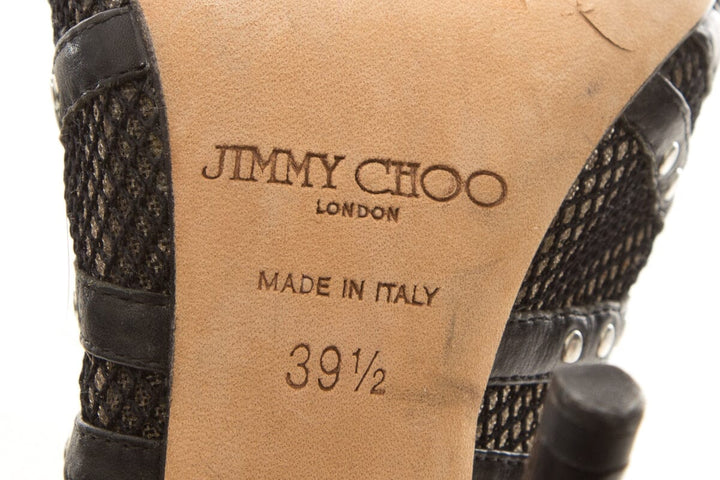 JIMMY CHOO
LONDON
MADE IN ITALY
39½